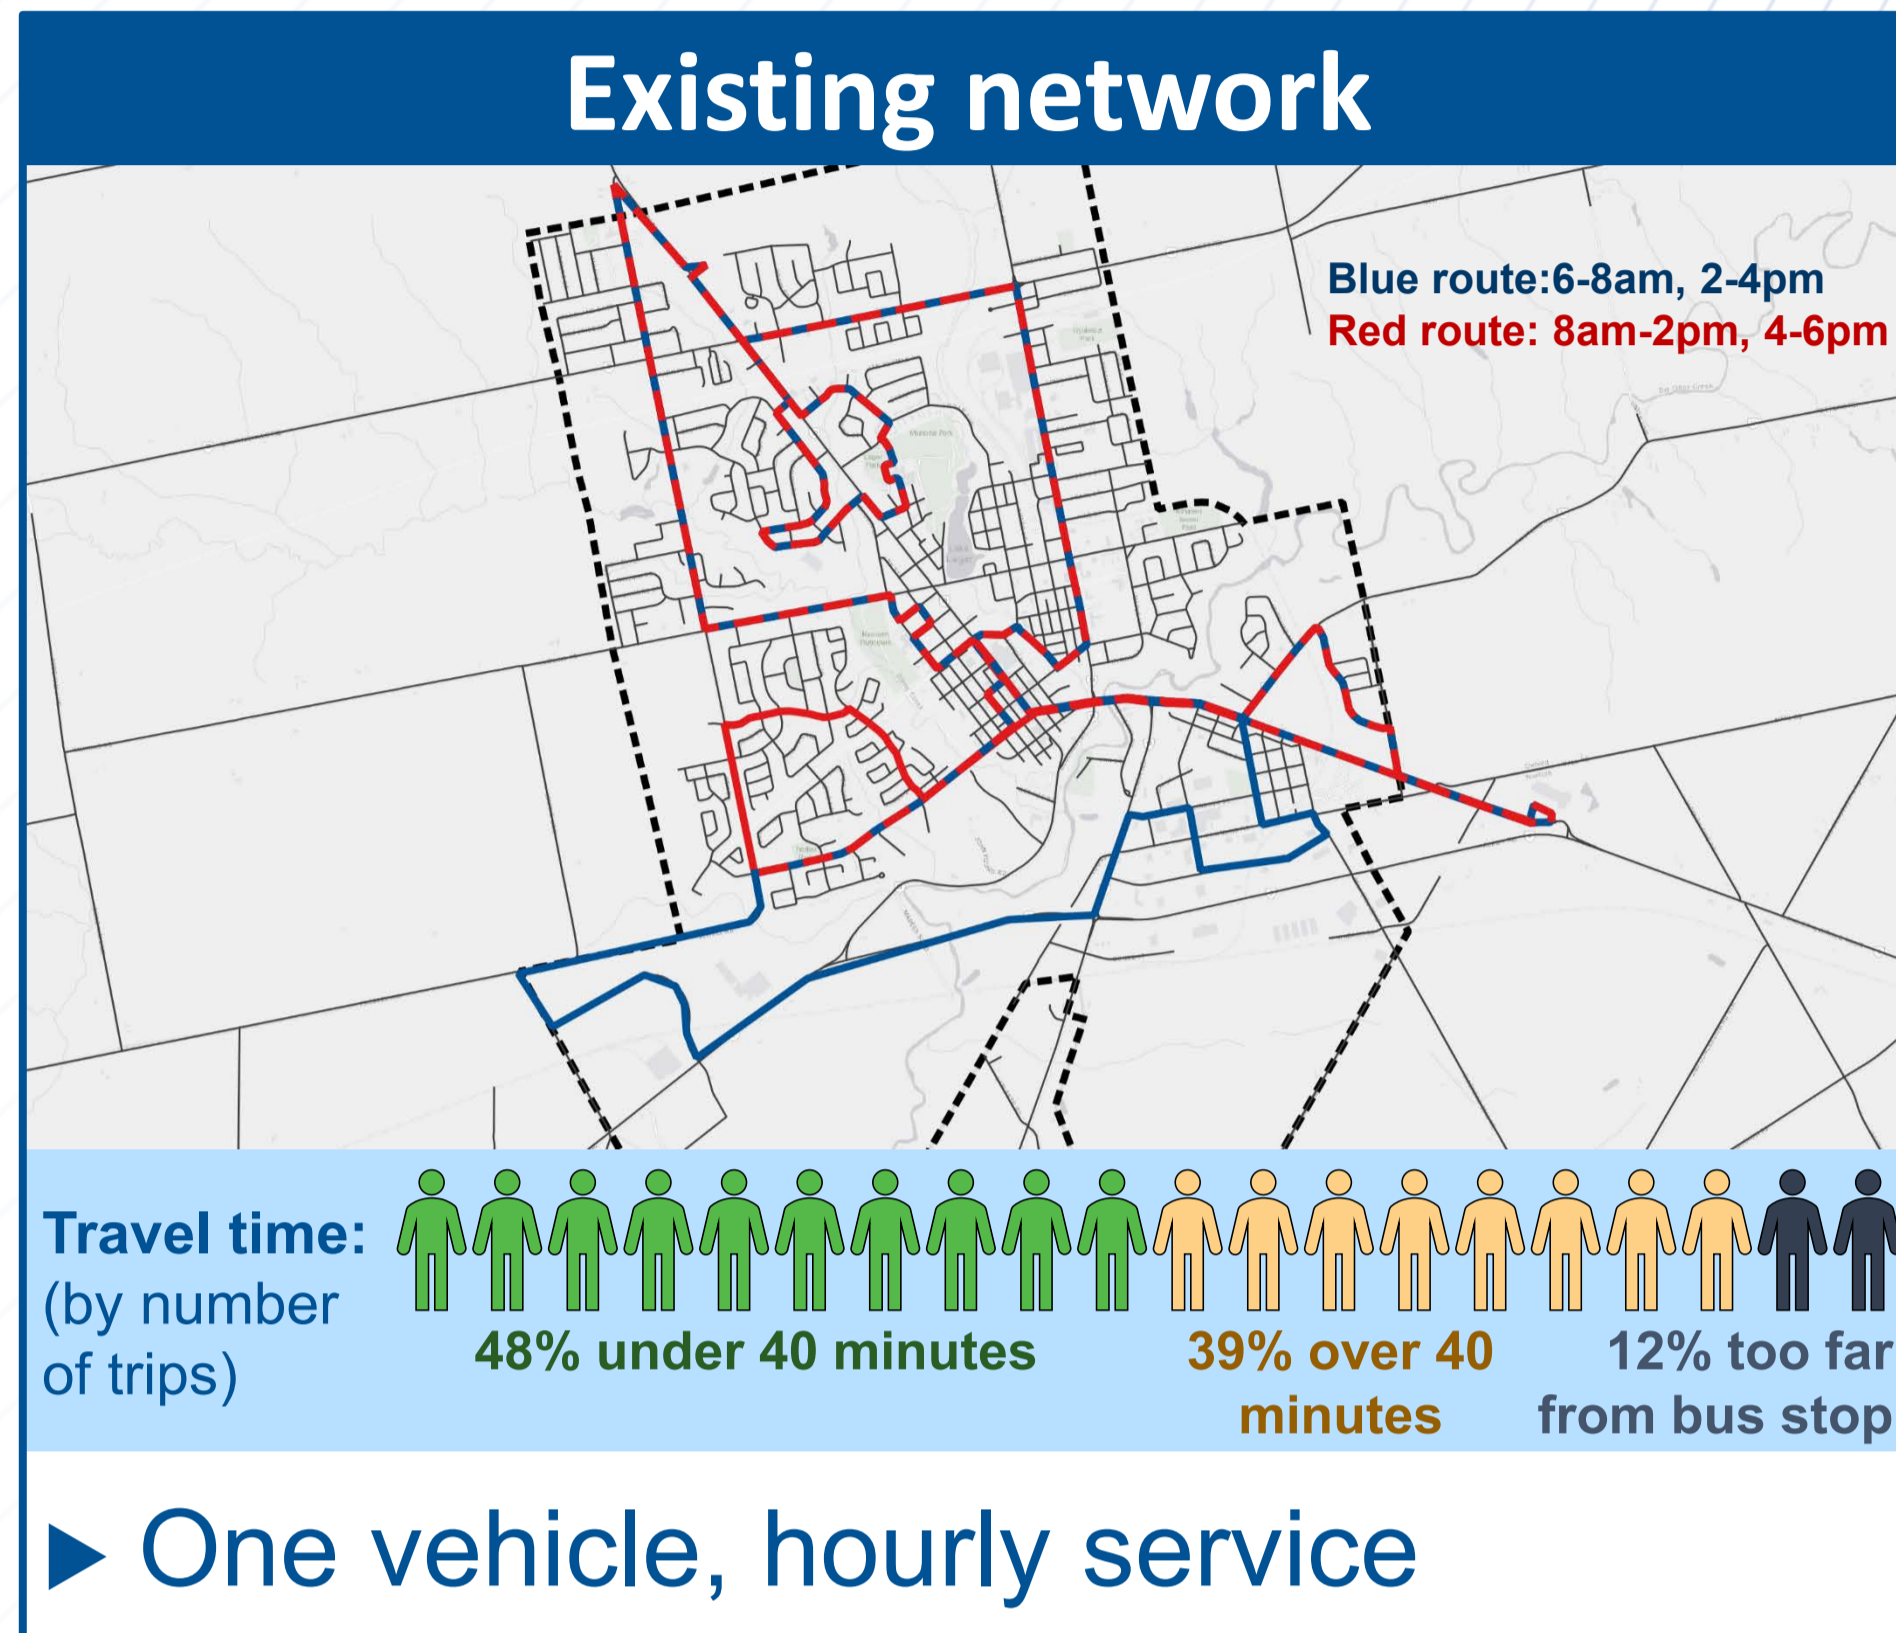 Existing network
Blue route:6-8am, 2-4pm
Red route: 8am-2pm, 4-6pm
Travel time:
(by number
of trips)
48% under 40 minutes
39% over 40
minutes
12% too far
from bus stop
▶ One vehicle, hourly service